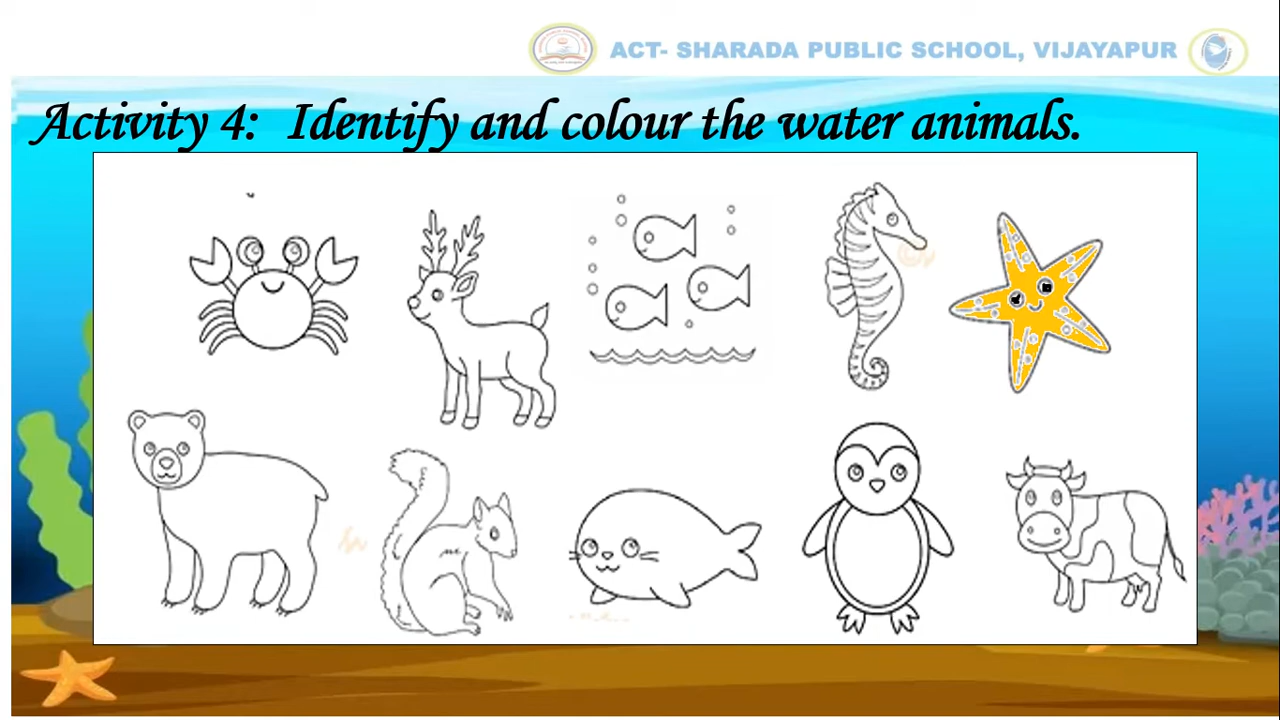 ACT- SHARADA PUBLIC SCHOOL, VIJAYAPUR
Activity 4: Identify and colour the water animals.